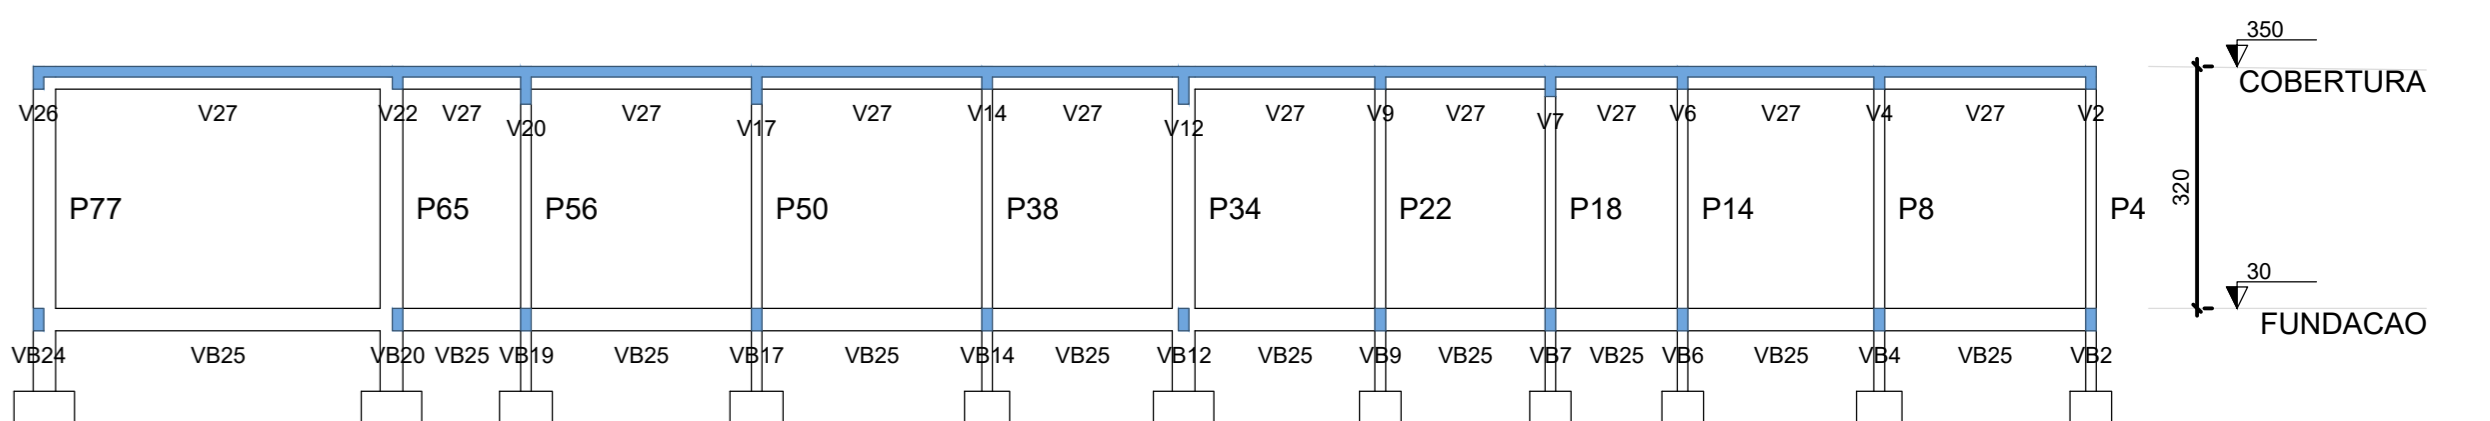 350
COBERTURA
V26 V27 V22 V27 V20 V27 V17 V27 V14 V27 V12 V27 V9 V27 V7 V27 V6 V27 V4 V27 V2
P77 P65 P56 P50 P38 P34 P22 P18 P14 P8 P4
320
30
FUNDACAO
VB24 VB25 VB20 VB25 VB19 VB25 VB17 VB25 VB14 VB25 VB12 VB25 VB9 VB25 VB7 VB25 VB6 VB25 VB4 VB25 VB2